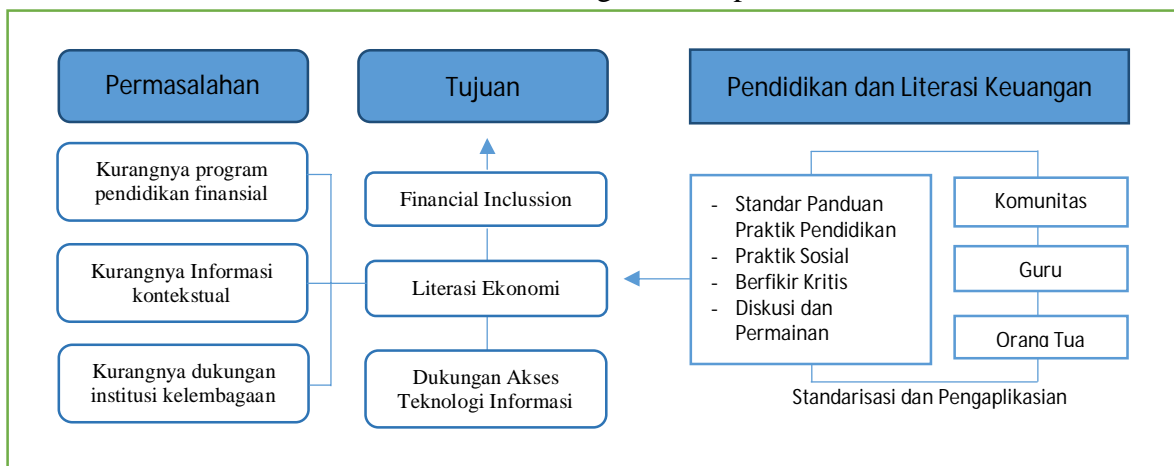 Permasalahan
Kurangnya program
pendidikan finansial
Kurangnya Informasi
kontekstual
Kurangnya dukungan
institusi kelembagaan
Tujuan
Financial Inclussion
Literasi Ekonomi
Dukungan Akses
Teknologi Informasi
Pendidikan dan Literasi Keuangan
- Standar Panduan
Praktik Pendidikan
- Praktik Sosial
- Berfikir Kritis
- Diskusi dan
Permainan
Komunitas
Guru
Orang Tua
Standarisasi dan Pengaplikasian